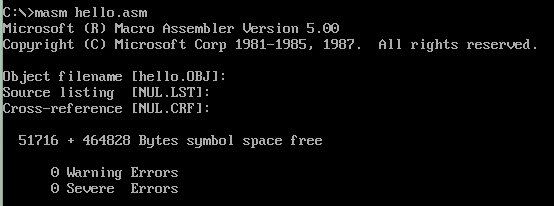 C:\>masm hello.asm
Microsoft (R) Macro Assembler Version 5.00
Copyright (C) Microsoft Corp 1981-1985, 1987.  All rights reserved.
Object filename [hello.OBJ]:
Source listing  [NUL.LST]:
Cross-reference [NUL.CRF]:
51716 + 464828 Bytes symbol space free
0 Warning Errors
0 Severe  Errors